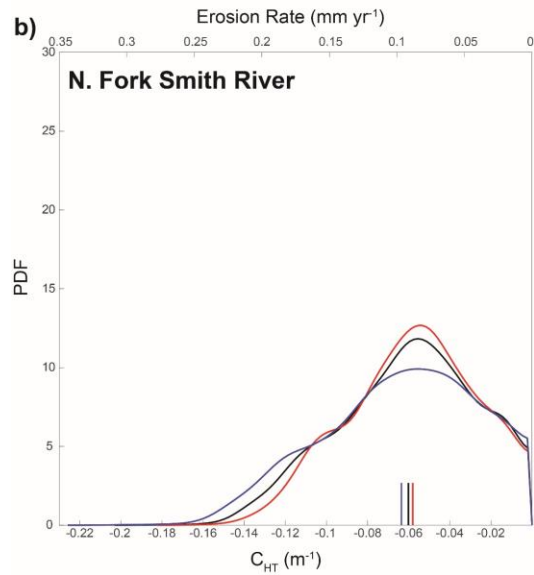 b)
Erosion Rate (mm yr⁻¹)
0.35 0.3 0.25 0.2 0.15 0.1 0.05 0
N. Fork Smith River
30
25
20
15
10
5
0
PDF
-0.22 -0.2 -0.18 -0.16 -0.14 -0.12 -0.1 -0.08 -0.06 -0.04 -0.02
C_HT (m⁻¹)